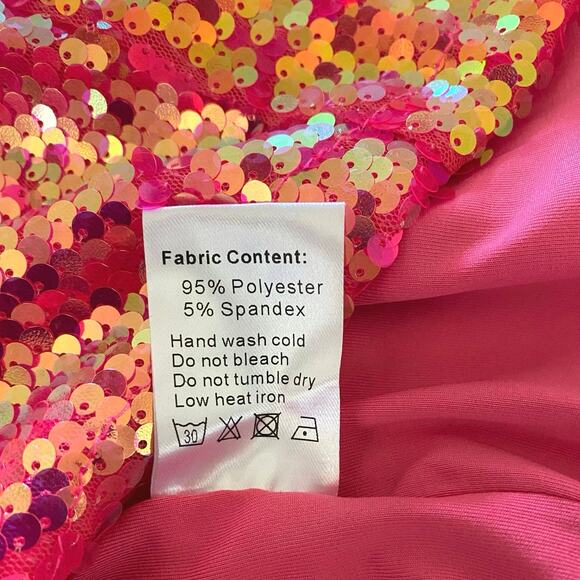 Fabric Content:
95% Polyester
5% Spandex
Hand wash cold
Do not bleach
Do not tumble dry
Low heat iron
30